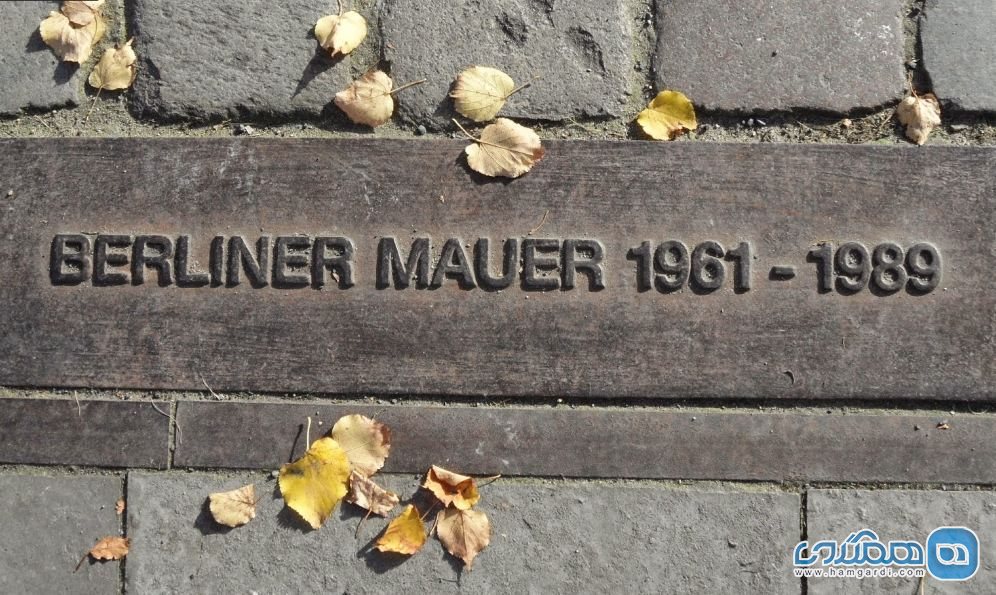 BERLINER MAUER 1961-1989
همگردی
www.hamgardi.com